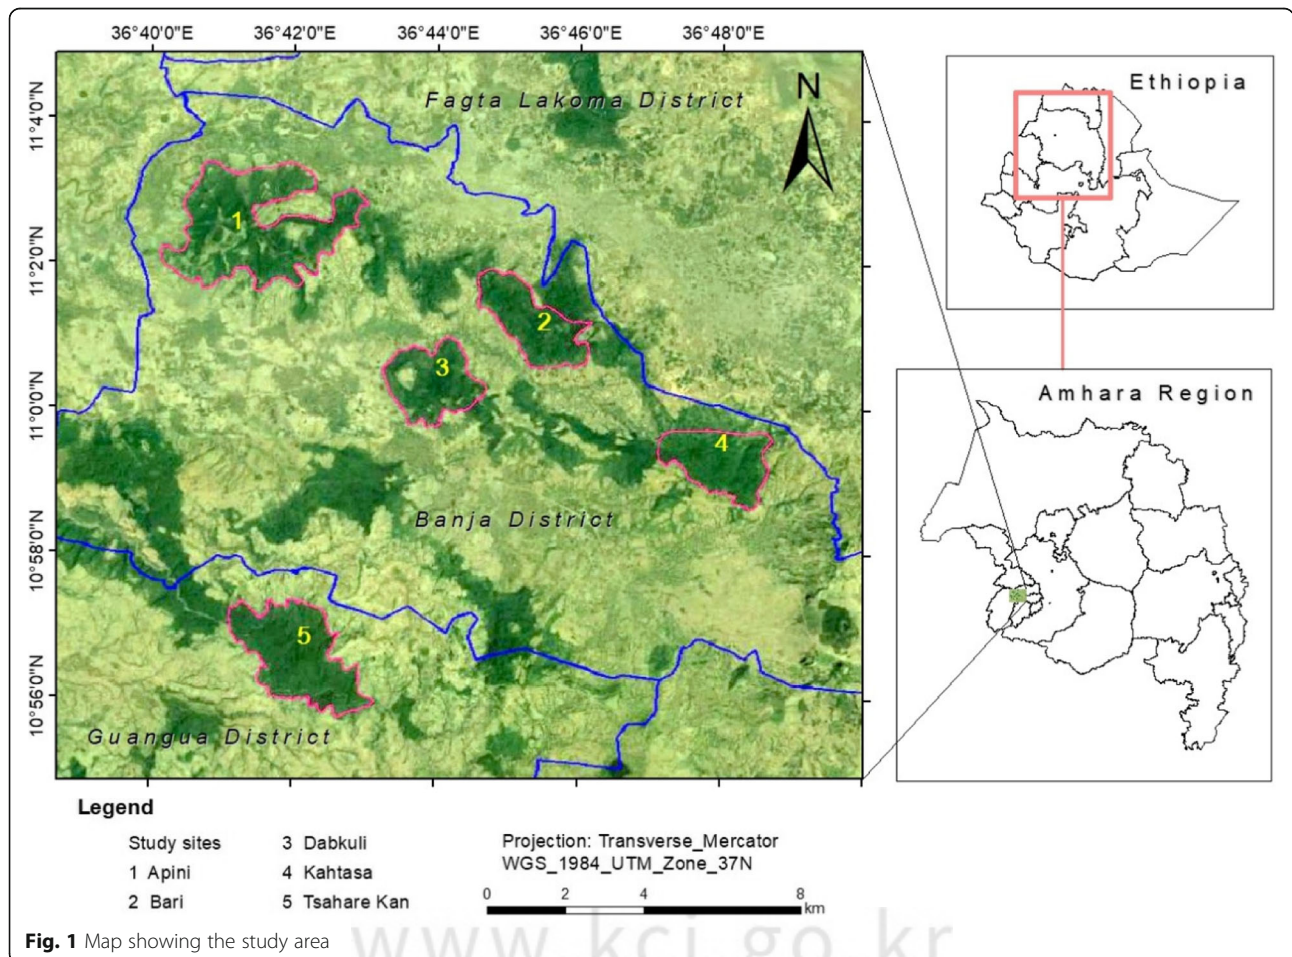 36°40'0"E 36°42'0"E 36°44'0"E 36°46'0"E 36°48'0"E
11°4'0"N
11°2'0"N
11°0'0"N
10°58'0"N
10°56'0"N
Fagta Lakoma District
N
1
2
3
4
Banja District
5
Guangua District
Ethiopia
Amhara Region
Legend
Study sites
1 Apini
2 Bari
3 Dabkuli
4 Kahtasa
5 Tsahare Kan
Projection: Transverse_Mercator
WGS_1984_UTM_Zone_37N
0 2 4 8
km
Fig. 1 Map showing the study area
www.kci.go.kr